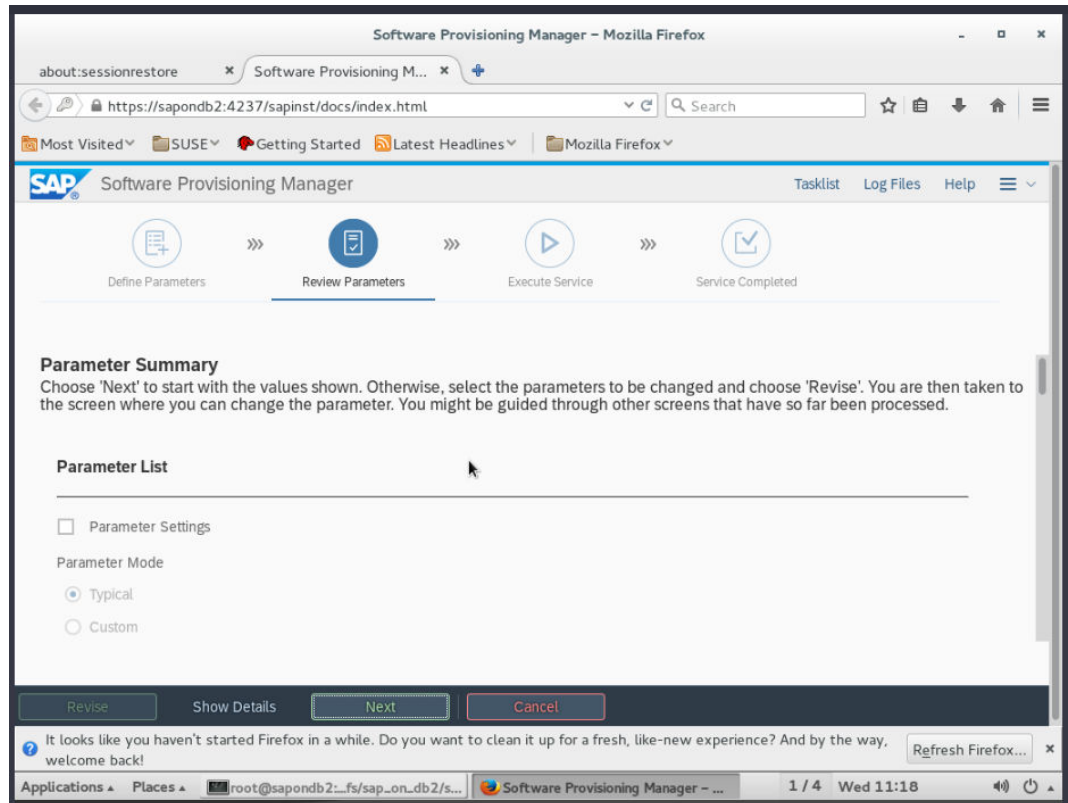 Software Provisioning Manager – Mozilla Firefox
about:sessionrestore
Software Provisioning M...
https://sapondb2:4237/sapinst/docs/index.html
Search
Most Visited
SUSE
Getting Started
Latest Headlines
Mozilla Firefox
SAP
Software Provisioning Manager
Tasklist
Log Files
Help
Define Parameters
Review Parameters
Execute Service
Service Completed
Parameter Summary
Choose 'Next' to start with the values shown. Otherwise, select the parameters to be changed and choose 'Revise'. You are then taken to
the screen where you can change the parameter. You might be guided through other screens that have so far been processed.
Parameter List
Parameter Settings
Parameter Mode
Typical
Custom
Revise
Show Details
Next
Cancel
It looks like you haven't started Firefox in a while. Do you want to clean it up for a fresh, like-new experience? And by the way,
welcome back!
Refresh Firefox...
Applications
Places
root@sapondb2:_fs/sap_on_db2/s...
Software Provisioning Manager – ...
1 / 4
Wed 11:18